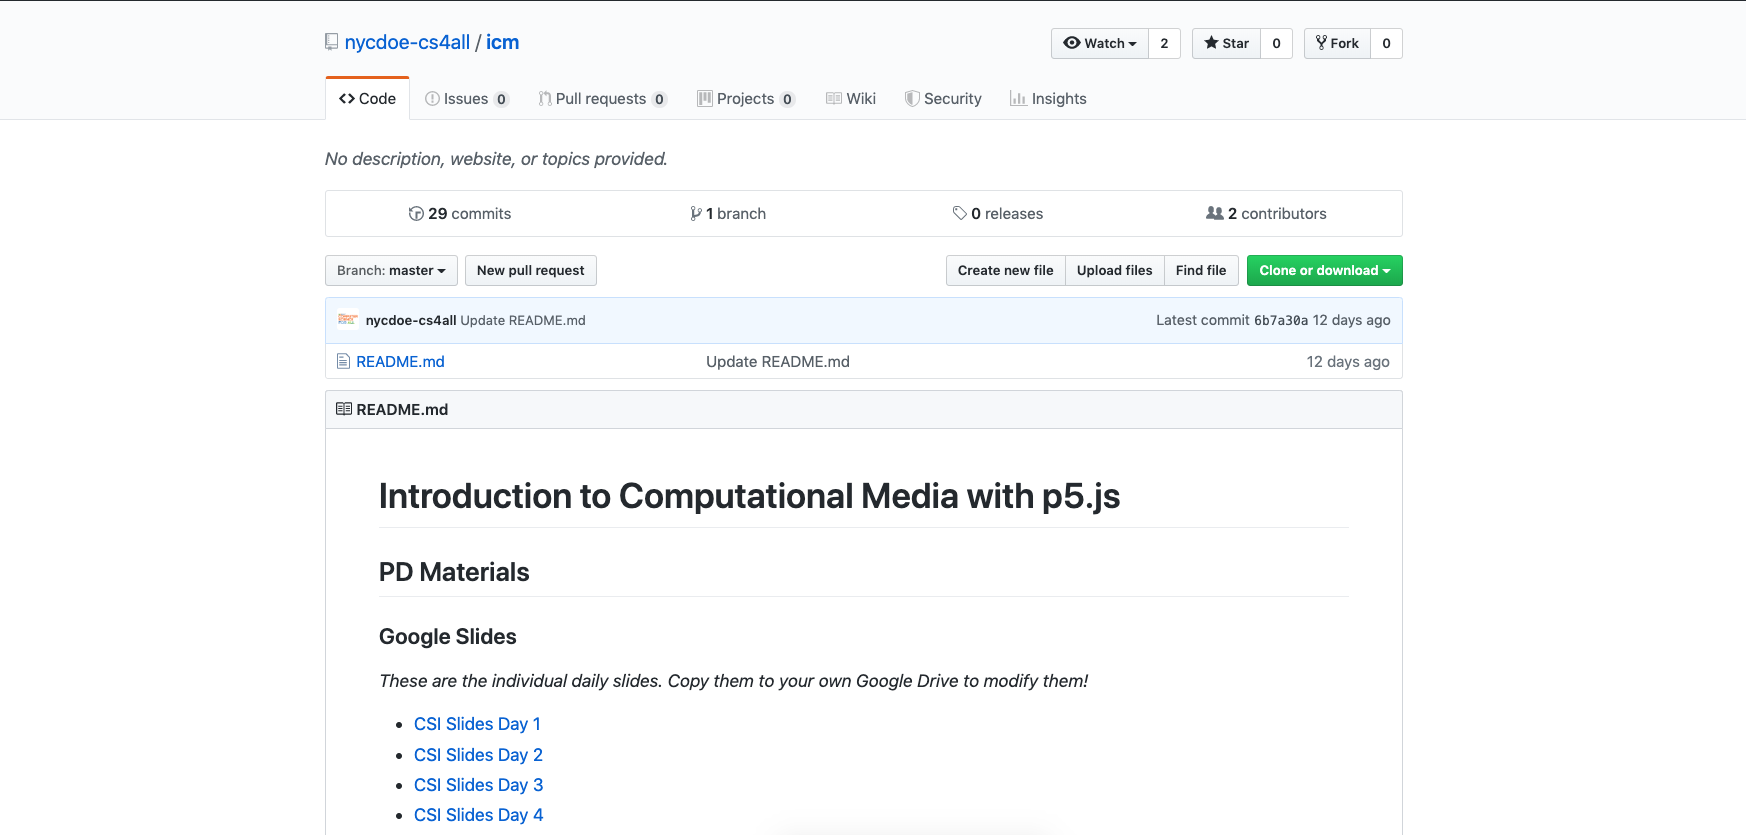 nycdoe-cs4all / icm
Watch 2 Star 0 Fork 0
Code Issues 0 Pull requests 0 Projects 0 Wiki Security Insights
No description, website, or topics provided.
29 commits 1 branch 0 releases 2 contributors
Branch: master New pull request Create new file Upload files Find file Clone or download
nycdoe-cs4all Update README.md Latest commit 6b7a30a 12 days ago
README.md Update README.md 12 days ago
README.md
Introduction to Computational Media with p5.js
PD Materials
Google Slides
These are the individual daily slides. Copy them to your own Google Drive to modify them!
CSI Slides Day 1
CSI Slides Day 2
CSI Slides Day 3
CSI Slides Day 4